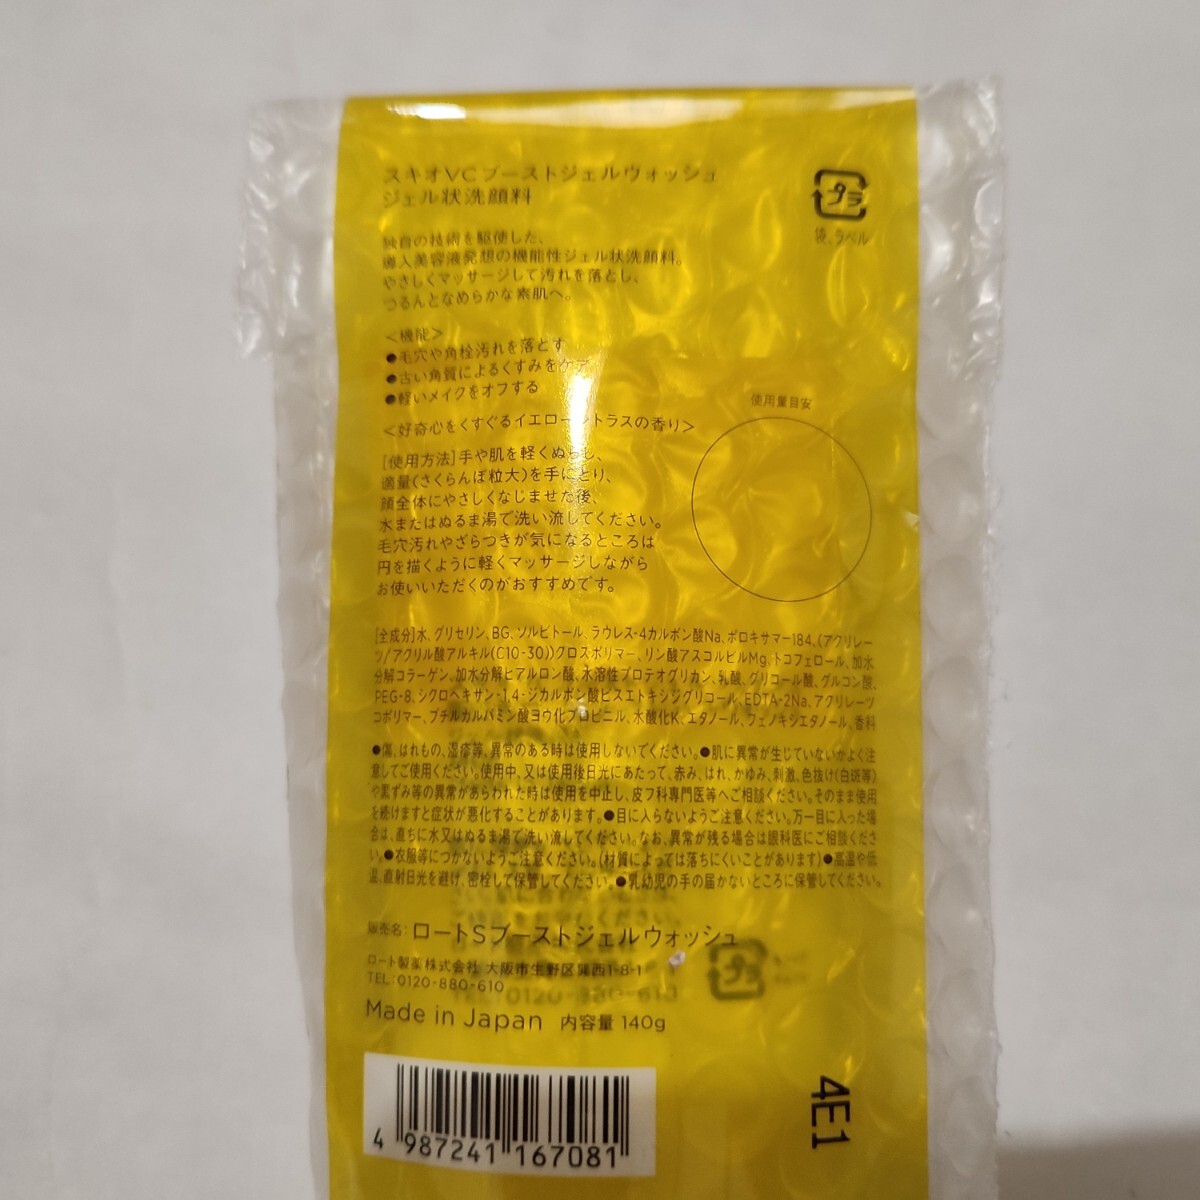 スキオVCブーストジェルウォッシュ
ジェル状洗顔料
プラ
袋、ラベル
独自の技術を駆使した、
導入美容液発想の機能性ジェル状洗顔料。
やさしくマッサージして汚れを落とし、
つるんとなめらかな素肌へ。
<機能>
●毛穴や角栓汚れを落とす
●古い角質によるくすみをケア
●軽いメイクをオフする
<好奇心をくすぐるイエローシトラスの香り>
使用量目安
[使用方法]手や肌を軽くぬらし、
適量(さくらんぼ粒大)を手にとり、
顔全体にやさしくなじませた後、
水またはぬるま湯で洗い流してください。
毛穴汚れやざらつきが気になるところは
円を描くように軽くマッサージしながら
お使いいただくのがおすすめです。
[全成分]水、グリセリン、BG、ソルビトール、ラウレス-4カルボン酸Na、ポロキサマー184、(アクリレー
ツ/アクリル酸アルキル(C10-30))クロスポリマー、リン酸アスコルビルMg、トコフェロール、加水
分解コラーゲン、加水分解ヒアルロン酸、水溶性プロテオグリカン、乳酸、グリコール酸、グルコン酸、
PEG-8、シクロヘキサン-1,4-ジカルボン酸ビスエトキシジグリコール、EDTA-2Na、アクリレーツ
コポリマー、ブチルカルバミン酸ヨウ化プロピニル、水酸化K、エタノール、フェノキシエタノール、香料
●傷、はれもの、湿疹等、異常のある時は使用しないでください。●肌に異常が生じていないかよく注
意してご使用ください。使用中、又は使用後日光にあたって、赤み、はれ、かゆみ、刺激、色抜け(白斑等)
や黒ずみ等の異常があらわれた時は使用を中止し、皮フ科専門医等へご相談ください。そのまま使用
を続けますと症状が悪化することがあります。●目に入らないようご注意ください。万一目に入った場
合は、直ちに水又はぬるま湯で洗い流してください。なお、異常が残る場合は眼科医にご相談くださ
い。●衣服等につかないようご注意ください。(材質によっては落ちにくいことがあります)●高温や低
温、直射日光を避け、密栓して保管してください。●乳幼児の手の届かないところに保管してください。
販売名：ロートSブーストジェルウォッシュ
ロート製薬株式会社 大阪市生野区巽西1-8-1
TEL：0120-880-610
プラ
TEL：0120-880-610
Made in Japan 内容量 140g
4E1
4 987241 167081